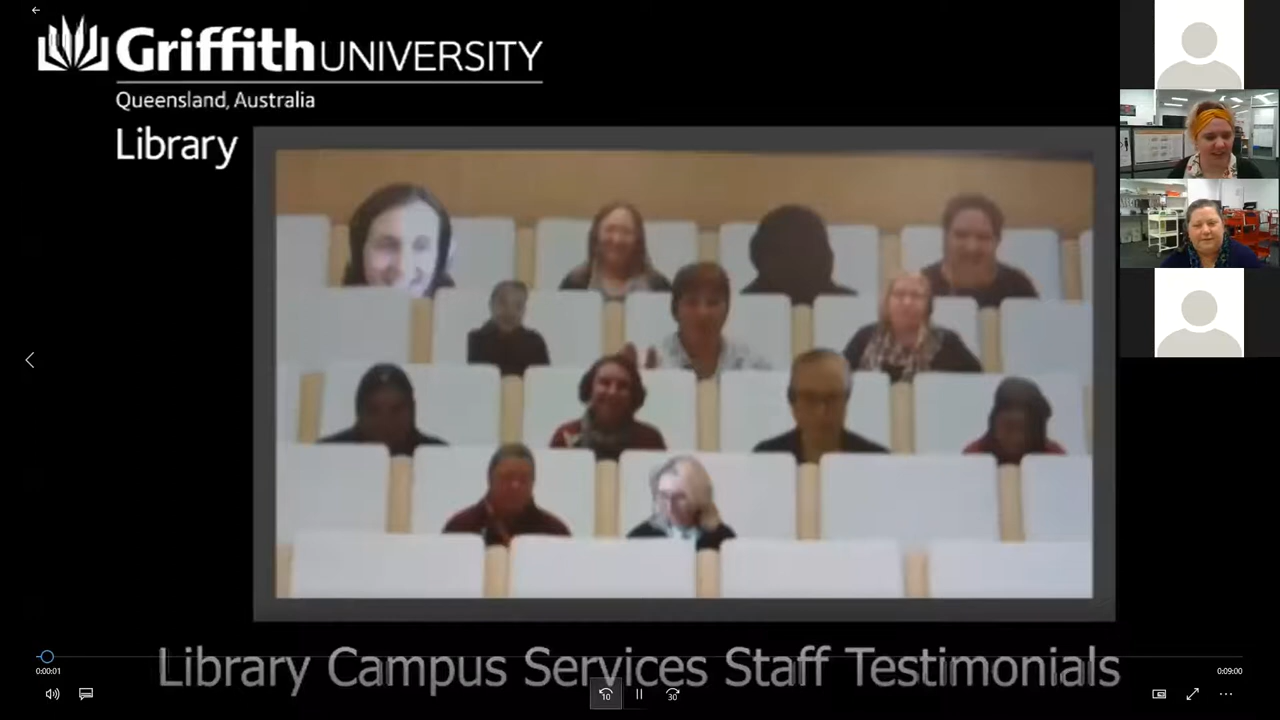 Griffith UNIVERSITY
Queensland, Australia
Library
Library Campus Services Staff Testimonials
0:00:01
0:09:00
10
30